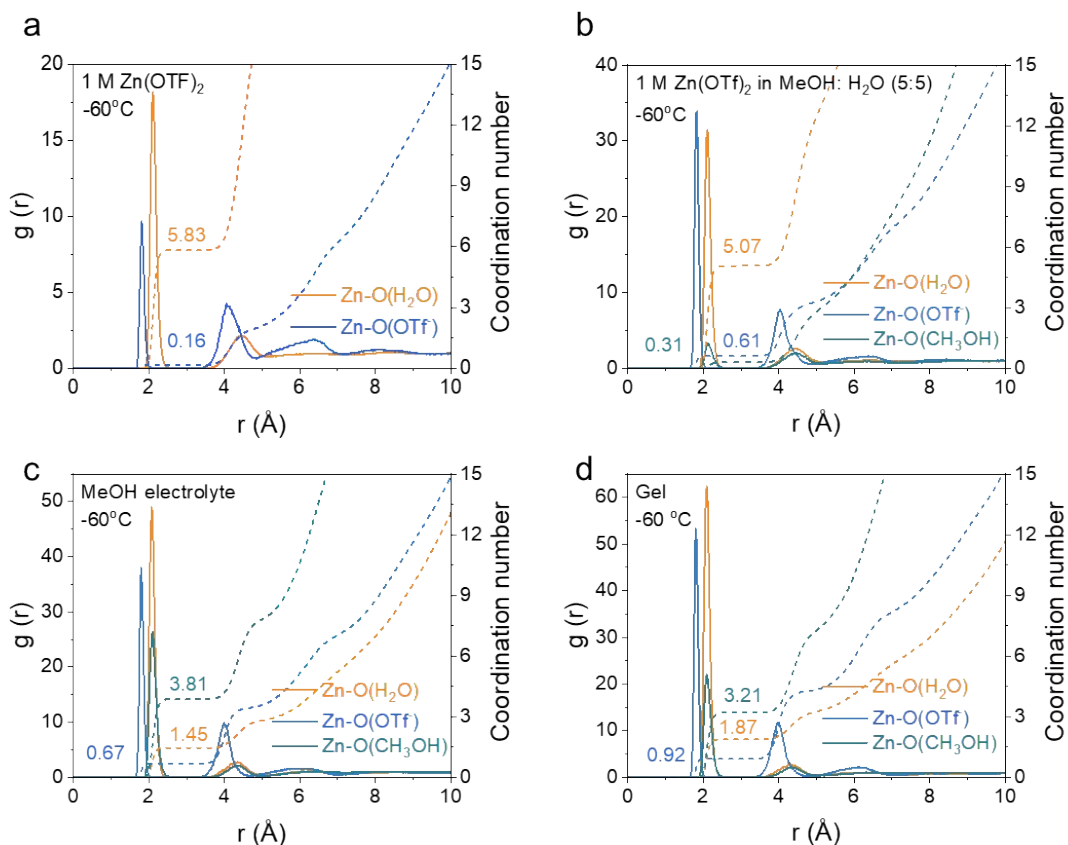 a
1 M Zn(OTF)₂
-60°C
5.83
0.16
Zn-O(H₂O)
Zn-O(OTf)
g (r)
20
15
10
5
0
Coordination number
15
12
9
6
3
0
0 2 4 6 8 10
r (Å)
b
1 M Zn(OTf)₂ in MeOH: H₂O (5:5)
-60°C
5.07
0.31
0.61
Zn-O(H₂O)
Zn-O(OTf)
Zn-O(CH₃OH)
g (r)
40
30
20
10
0
Coordination number
15
12
9
6
3
0
0 2 4 6 8 10
r (Å)
c
MeOH electrolyte
-60°C
3.81
1.45
0.67
Zn-O(H₂O)
Zn-O(OTf)
Zn-O(CH₃OH)
g (r)
50
45
40
35
30
25
20
15
10
5
0
Coordination number
15
12
9
6
3
0
0 2 4 6 8 10
r (Å)
d
Gel
-60 °C
3.21
1.87
0.92
Zn-O(H₂O)
Zn-O(OTf)
Zn-O(CH₃OH)
g (r)
60
50
40
30
20
10
0
Coordination number
15
12
9
6
3
0
0 2 4 6 8 10
r (Å)